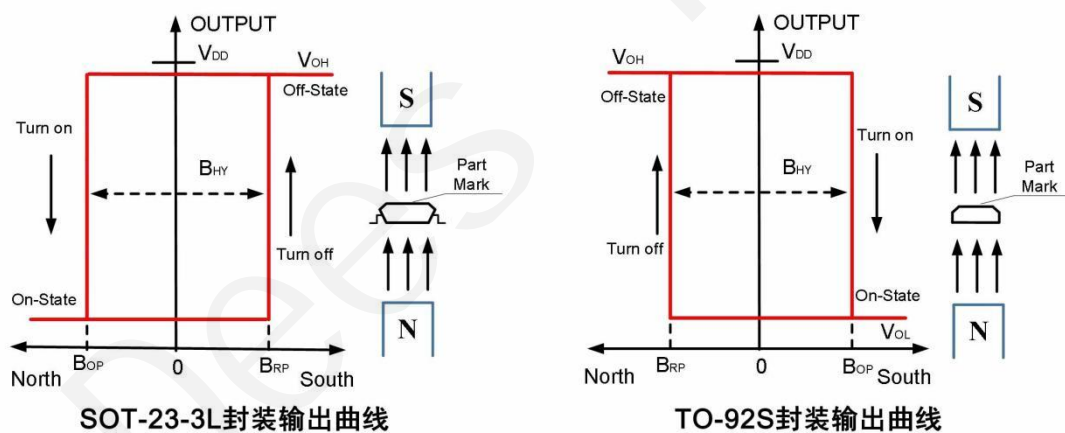 OUTPUT
VDD
VOH
Off-State
Turn on
BHY
Turn off
On-State
BOP
0
BRP
North
South
S
Part
Mark
N
SOT-23-3L封装输出曲线
OUTPUT
VOH
VDD
Off-State
Turn on
BHY
Turn off
On-State
VOL
BRP
0
BOP
North
South
S
Part
Mark
N
TO-92S封装输出曲线